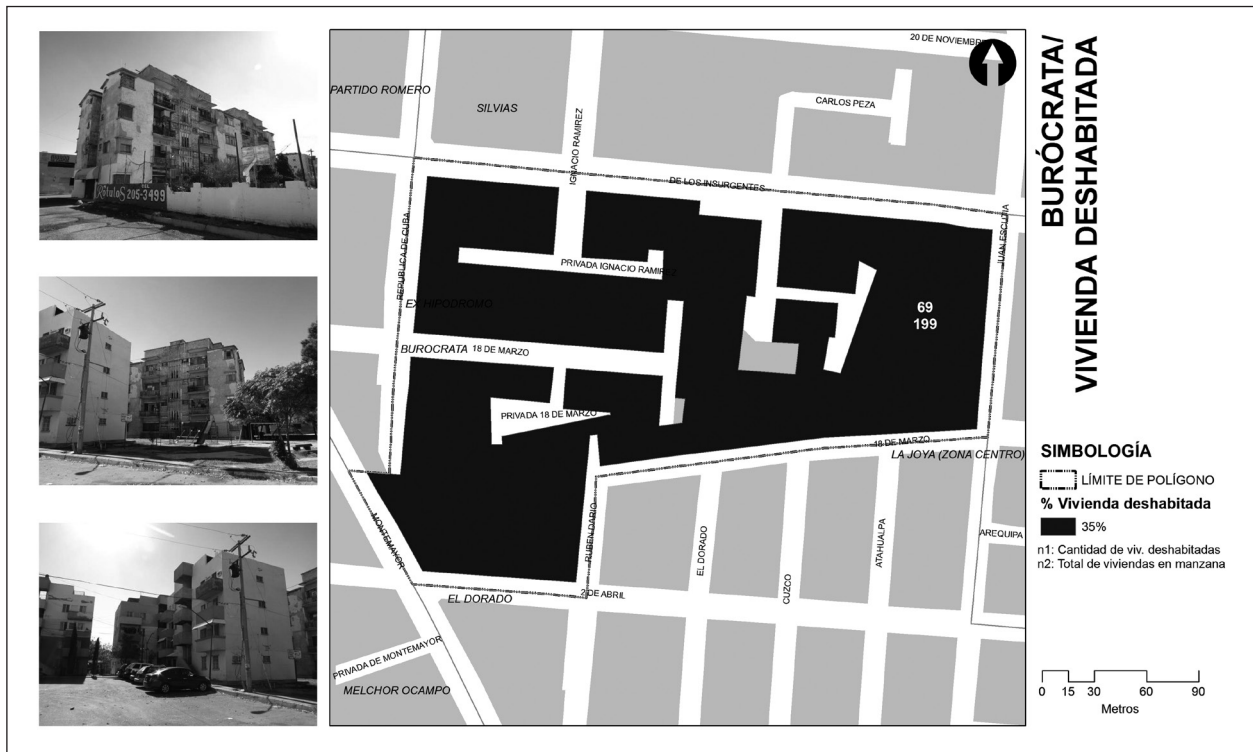 Rótulos TEL. 205-3499
20 DE NOVIEMBRE
CARLOS PEZA
PARTIDO ROMERO
SILVIAS
IGNACIO RAMIREZ
DE LOS INSURGENTES
JUAN ESCUTIA
REPUBLICA DE CUBA
PRIVADA IGNACIO RAMIREZ
EX HIPODROMO
69
199
BUROCRATA
18 DE MARZO
PRIVADA 18 DE MARZO
18 DE MARZO
LA JOYA (ZONA CENTRO)
MONTEMAYOR
RUBEN DARIO
EL DORADO
CUZCO
ATAHUALPA
AREQUIPA
EL DORADO
2 DE ABRIL
PRIVADA DE MONTEMAYOR
MELCHOR OCAMPO
BURÓCRATA/
VIVIENDA DESHABITADA
SIMBOLOGÍA
LÍMITE DE POLÍGONO
% Vivienda deshabitada
35%
n1: Cantidad de viv. deshabitadas
n2: Total de viviendas en manzana
0 15 30 60 90
Metros